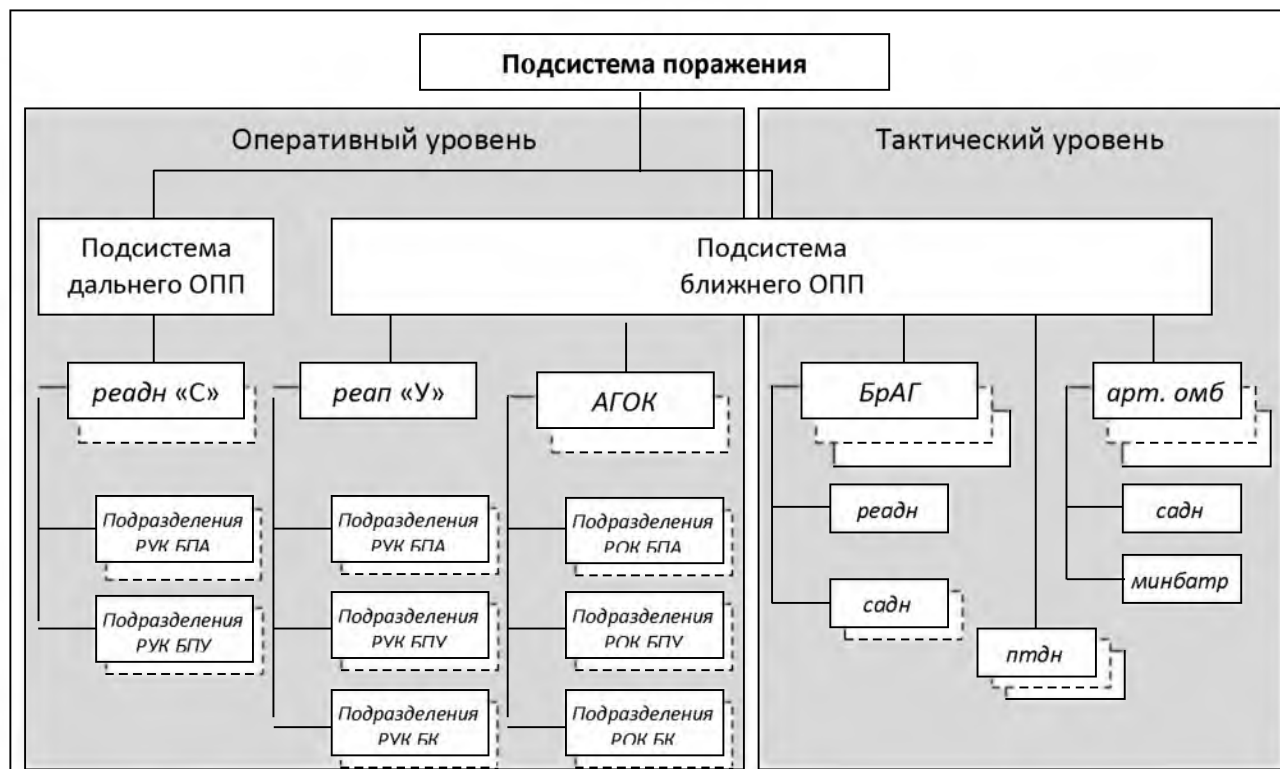 Подсистема поражения
Оперативный уровень
Тактический уровень
Подсистема
дальнего ОПП
Подсистема
ближнего ОПП
реадн «С»
реап «У»
АГОК
БрАГ
арт. омб
Подразделения
РУК БПА
Подразделения
РУК БПА
Подразделения
РОК БПА
реадн
садн
Подразделения
РУК БПУ
Подразделения
РУК БПУ
Подразделения
РОК БПУ
садн
минбатр
птдн
Подразделения
РУК БК
Подразделения
РОК БК